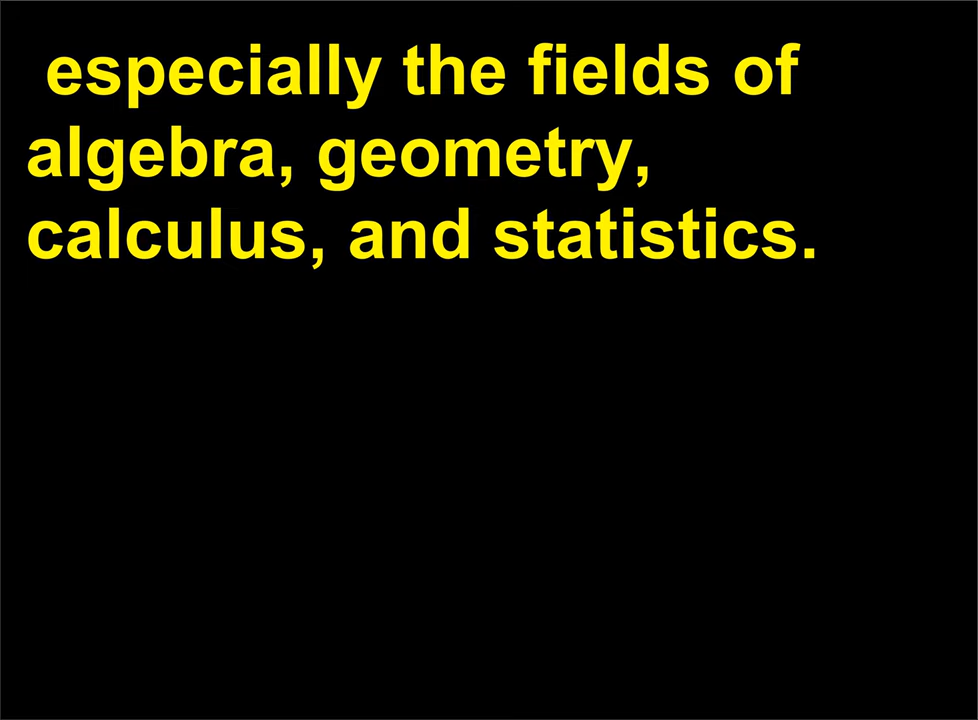 especially the fields of
algebra, geometry,
calculus, and statistics.